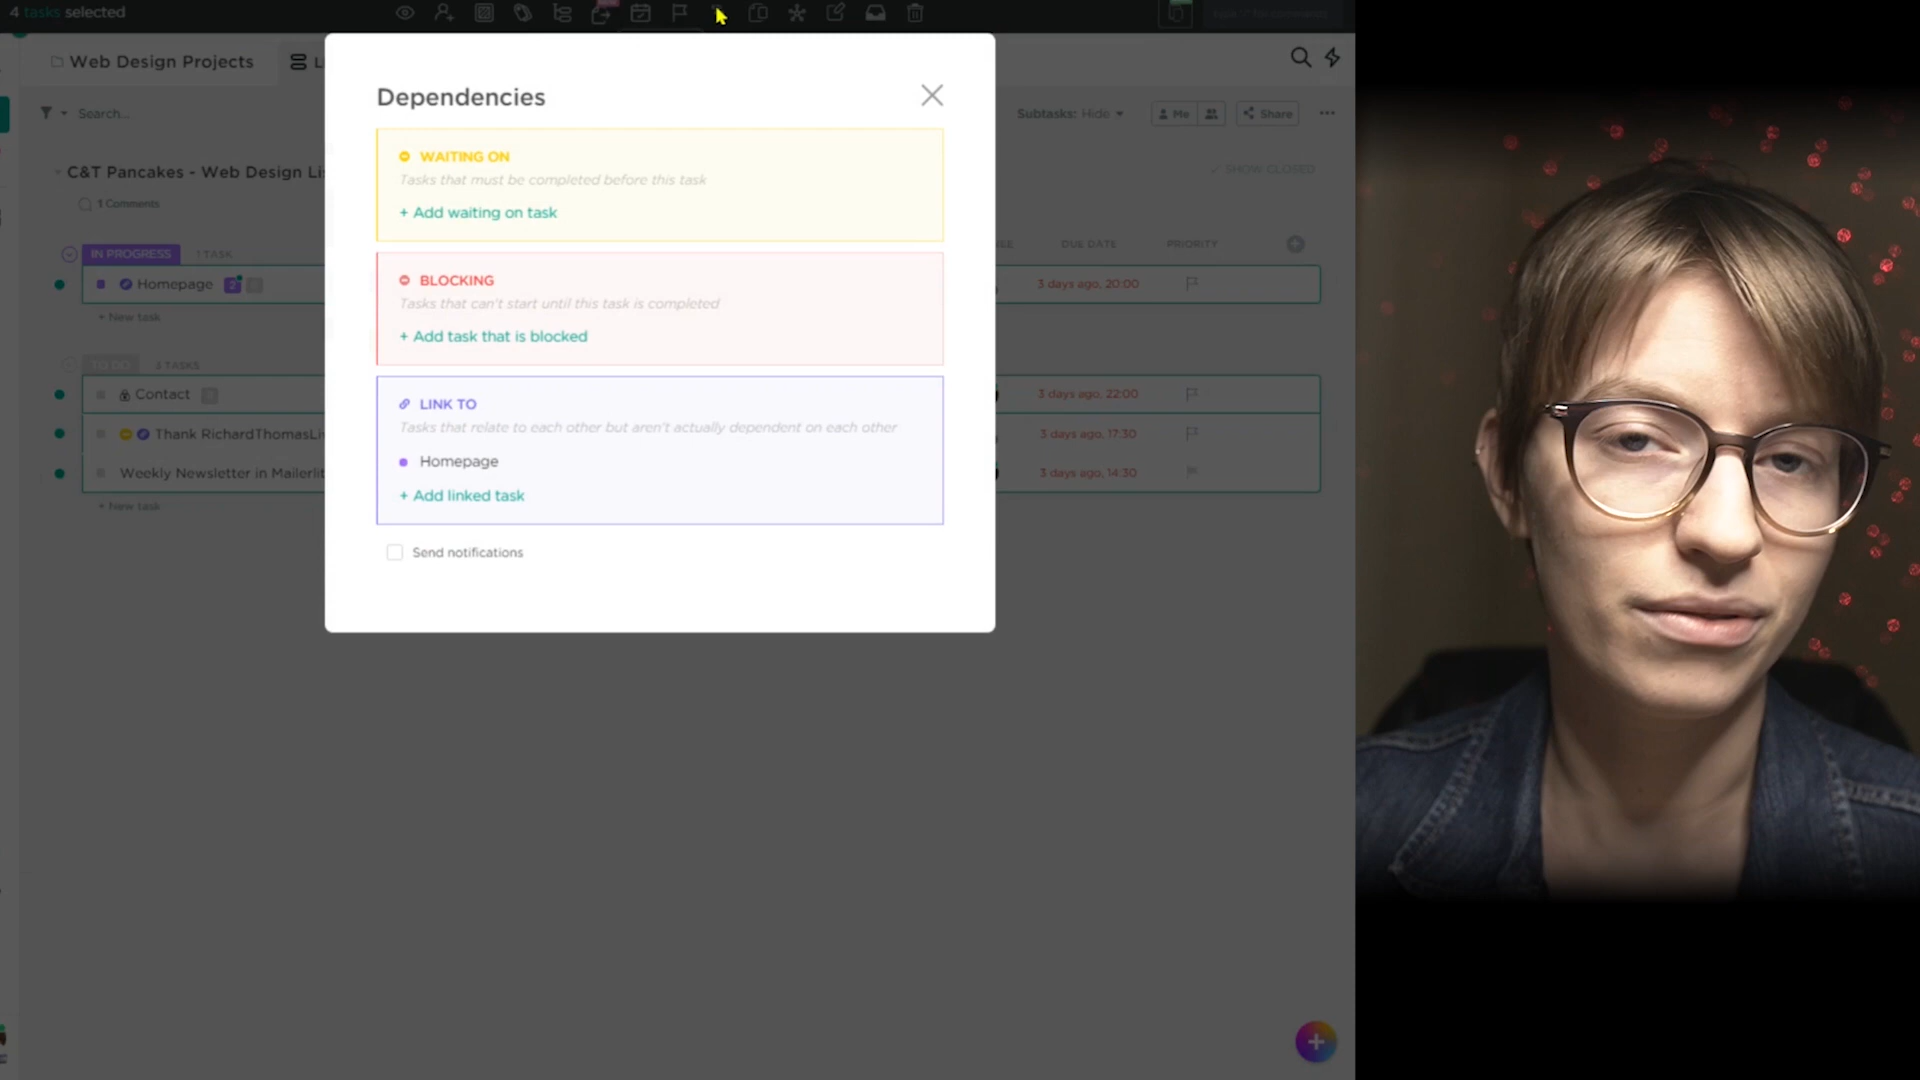 4 tasks selected
Web Design Projects
L
Search...
Subtasks: Hide
Me
Share
C&T Pancakes - Web Design Li
SHOW CLOSED
1 Comments
IN PROGRESS
1 TASK
DUE DATE
PRIORITY
Homepage
2
3 days ago, 20:00
+ New task
TO DO
3 TASKS
Contact
3 days ago, 22:00
Thank RichardThomasLi
3 days ago, 17:30
Weekly Newsletter in Mailerlit
3 days ago, 14:30
+ New task
Dependencies
WAITING ON
Tasks that must be completed before this task
+ Add waiting on task
BLOCKING
Tasks that can't start until this task is completed
+ Add task that is blocked
LINK TO
Tasks that relate to each other but aren't actually dependent on each other
Homepage
+ Add linked task
Send notifications